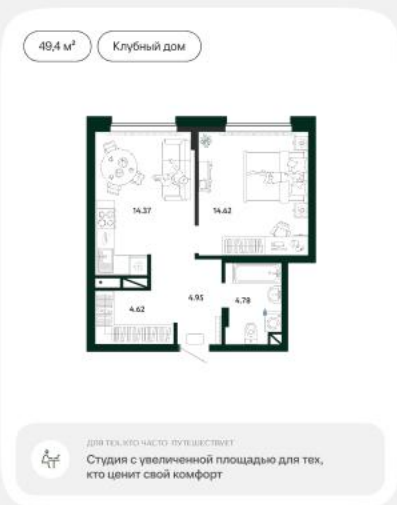 49,4 м²
Клубный дом
14.37
14.62
4.62
4.95
4.78
ДЛЯ ТЕХ, КТО ЧАСТО ПУТЕШЕСТВУЕТ
Студия с увеличенной площадью для тех,
кто ценит свой комфорт